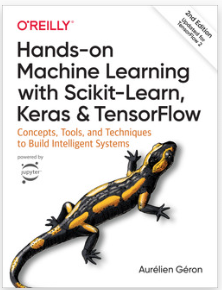 O'REILLY®
2nd Edition
Updated for
TensorFlow 2
Hands-on
Machine Learning
with Scikit-Learn,
Keras & TensorFlow
Concepts, Tools, and Techniques
to Build Intelligent Systems
powered by
jupyter
Aurélien Géron